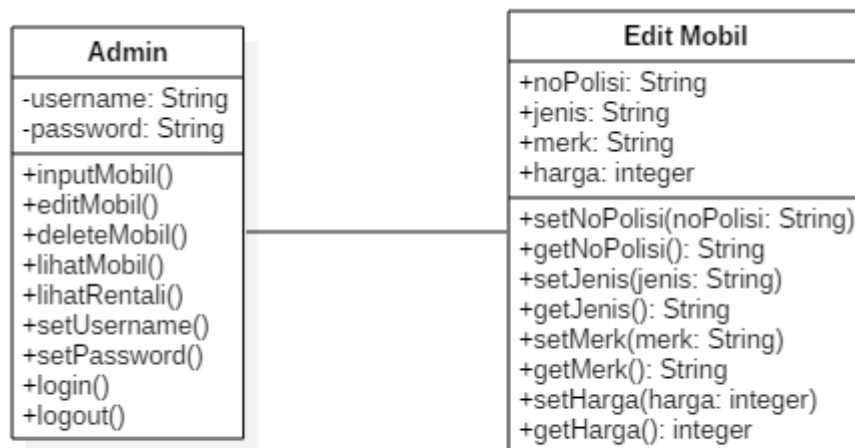 Admin
-username: String
-password: String
+inputMobil()
+editMobil()
+deleteMobil()
+lihatMobil()
+lihatRentali()
+setUsername()
+setPassword()
+login()
+logout()
Edit Mobil
+noPolisi: String
+jenis: String
+merk: String
+harga: integer
+setNoPolisi(noPolisi: String)
+getNoPolisi(): String
+setJenis(jenis: String)
+getJenis(): String
+setMerk(merk: String)
+getMerk(): String
+setHarga(harga: integer)
+getHarga(): integer